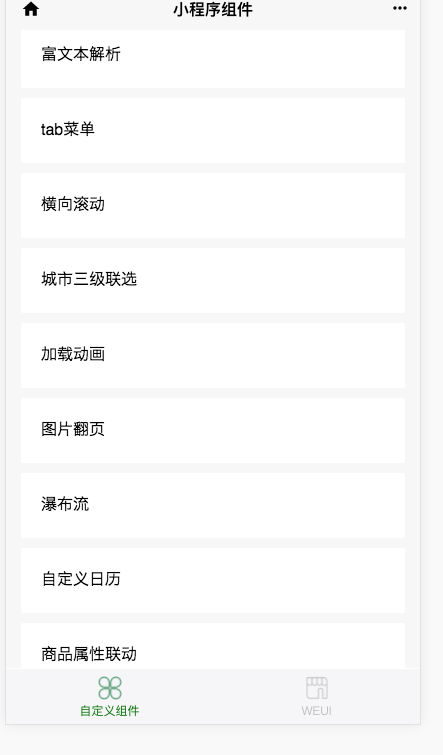 小程序组件
富文本解析
tab菜单
横向滚动
城市三级联选
加载动画
图片翻页
瀑布流
自定义日历
商品属性联动
自定义组件
WEUI